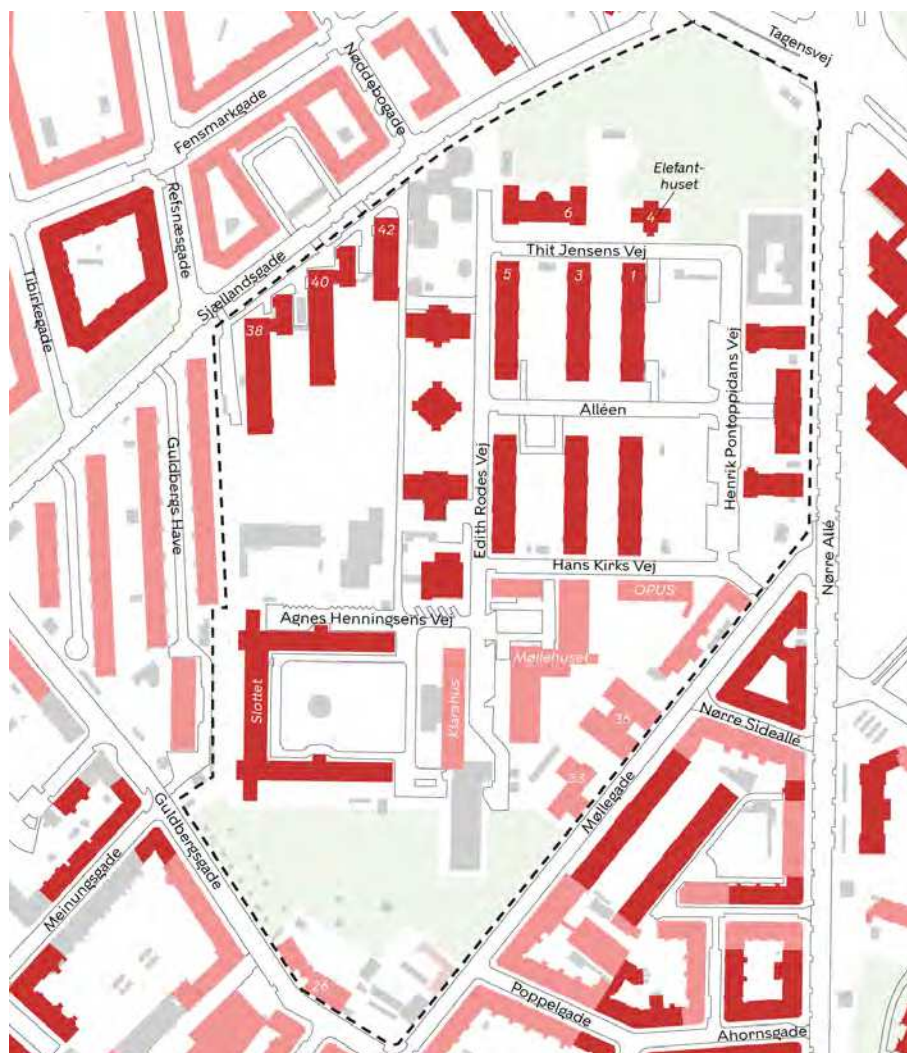 Tagensvej
Nøddebogade
Fensmarkgade
Refsnæsgade
Tibirkegade
Sjællandsgade
Elefant-
huset
6
4
42
Thit Jensens Vej
40
5
3
1
38
Henrik Pontoppidans Vej
Alléen
Guldbergs Have
Edith Rodes Vej
Nørre Allé
Hans Kirks Vej
OPUS
Agnes Henningsens Vej
Møllehuset
Slottet
Klarahus
35
Nørre Sideallé
33
Møllegade
Guldbergsgade
Meinungsgade
26
Poppelgade
Ahornsgade